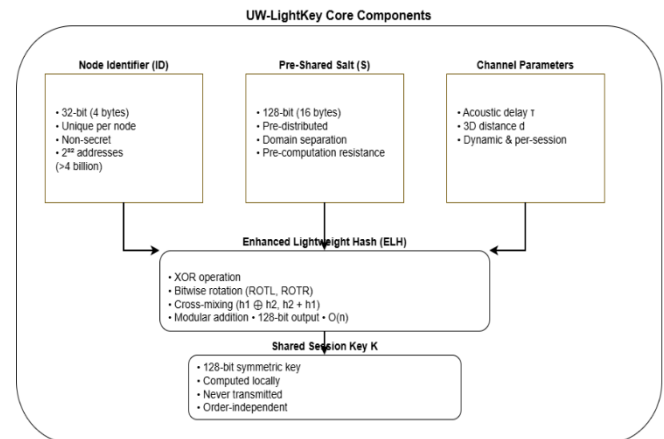 UW-LightKey Core Components
Node Identifier (ID)
• 32-bit (4 bytes)
• Unique per node
• Non-secret
• 2³² addresses
(>4 billion)
Pre-Shared Salt (S)
• 128-bit (16 bytes)
• Pre-distributed
• Domain separation
• Pre-computation resistance
Channel Parameters
• Acoustic delay τ
• 3D distance d
• Dynamic & per-session
Enhanced Lightweight Hash (ELH)
• XOR operation
• Bitwise rotation (ROTL, ROTR)
• Cross-mixing (h1 ⊕ h2, h2 + h1)
• Modular addition • 128-bit output • O(n)
Shared Session Key K
• 128-bit symmetric key
• Computed locally
• Never transmitted
• Order-independent